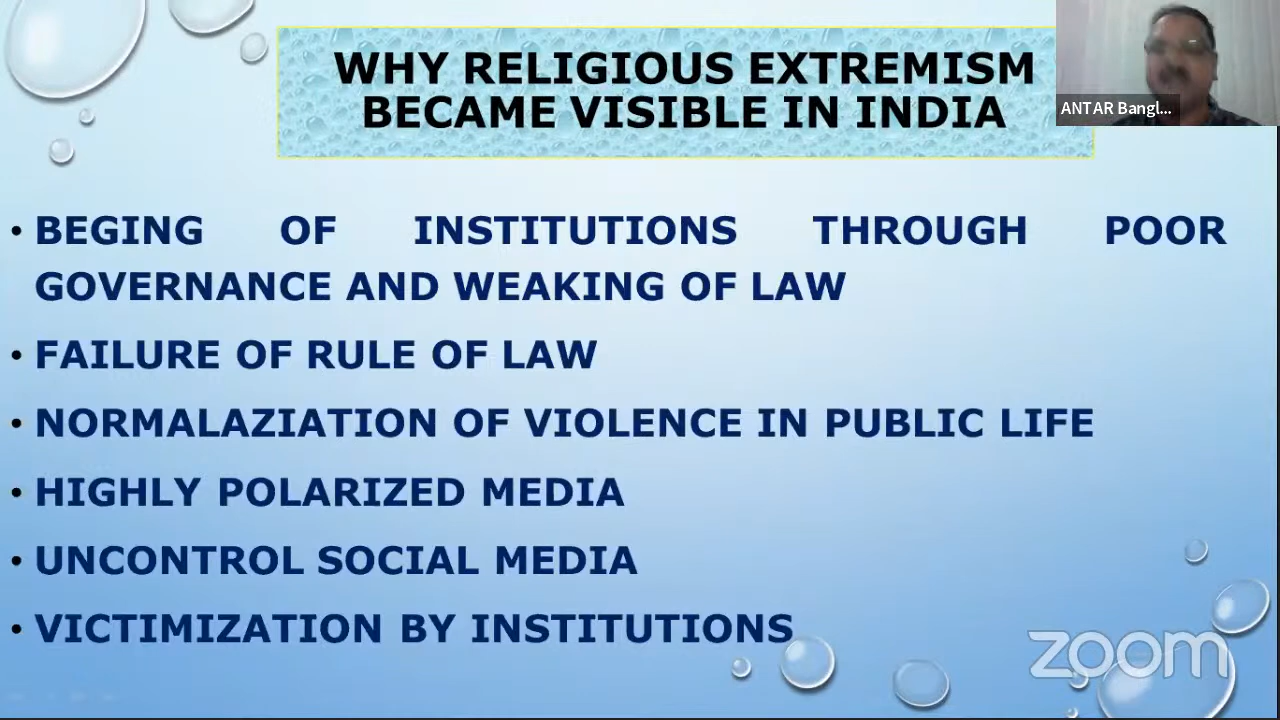 WHY RELIGIOUS EXTREMISM
BECAME VISIBLE IN INDIA
ANTAR Bangl...
• BEGING OF INSTITUTIONS THROUGH POOR
GOVERNANCE AND WEAKING OF LAW
• FAILURE OF RULE OF LAW
• NORMALAZIATION OF VIOLENCE IN PUBLIC LIFE
• HIGHLY POLARIZED MEDIA
• UNCONTROL SOCIAL MEDIA
• VICTIMIZATION BY INSTITUTIONS
zoom